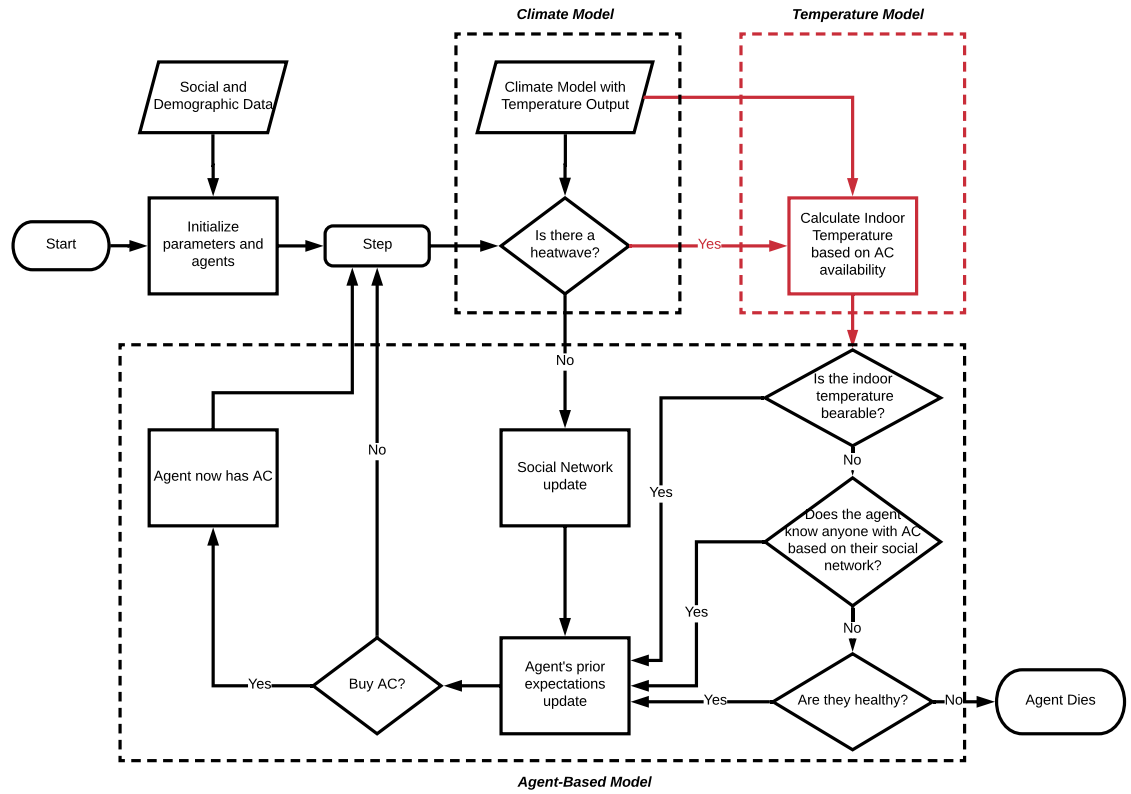 Climate Model
Temperature Model
Social and
Demographic Data
Climate Model with
Temperature Output
Start
Initialize
parameters and
agents
Step
Is there a
heatwave?
Yes
Calculate Indoor
Temperature
based on AC
availability
No
Is the indoor
temperature
bearable?
No
Agent now has AC
No
Social Network
update
Yes
Does the agent
know anyone with AC
based on their social
network?
Yes
No
Yes
Buy AC?
Agent's prior
expectations
update
Yes
Are they healthy?
No
Agent Dies
Agent-Based Model